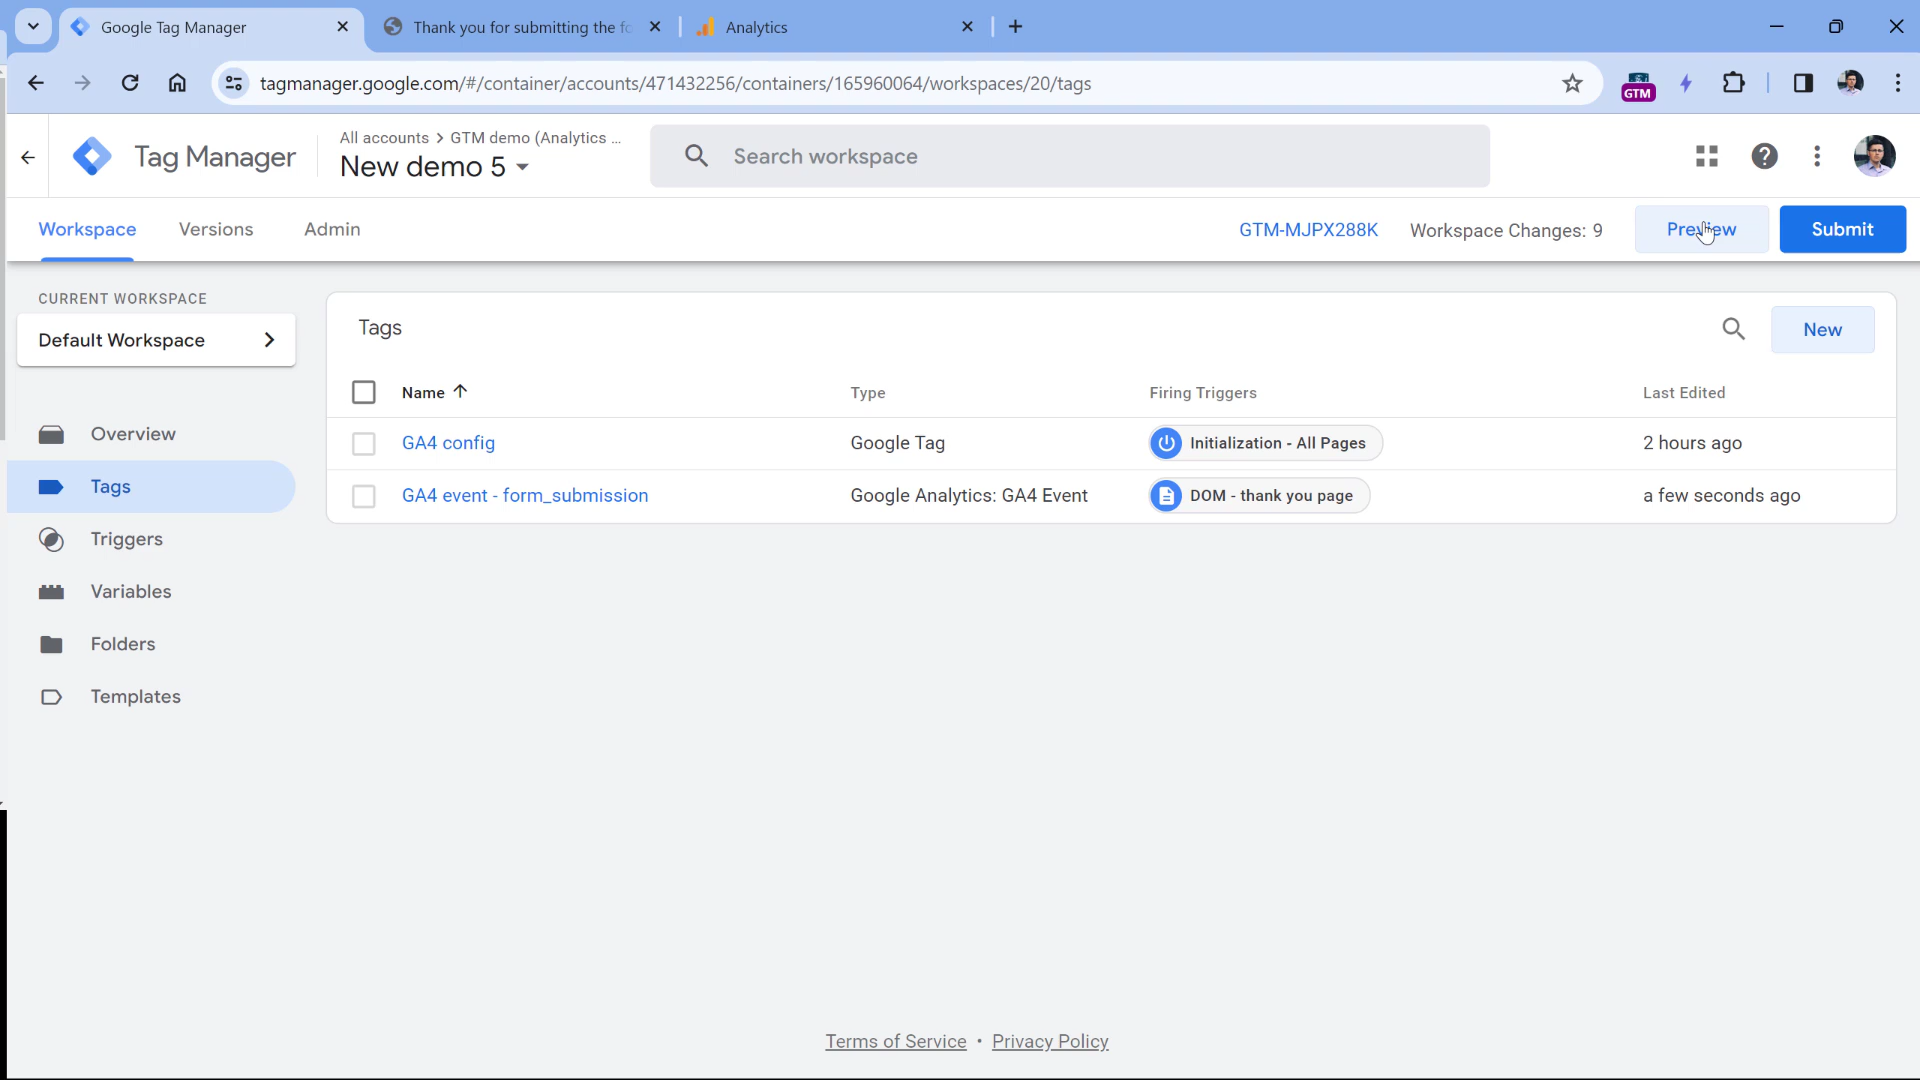 Google Tag Manager
Thank you for submitting the fo
Analytics
tagmanager.google.com/#/container/accounts/471432256/containers/165960064/workspaces/20/tags
GTM
Tag Manager
All accounts > GTM demo (Analytics ...
New demo 5
Search workspace
Workspace
Versions
Admin
GTM-MJPX288K
Workspace Changes: 9
Preview
Submit
CURRENT WORKSPACE
Default Workspace
Overview
Tags
Triggers
Variables
Folders
Templates
Tags
New
Name
Type
Firing Triggers
Last Edited
GA4 config
Google Tag
Initialization - All Pages
2 hours ago
GA4 event - form_submission
Google Analytics: GA4 Event
DOM - thank you page
a few seconds ago
Terms of Service • Privacy Policy